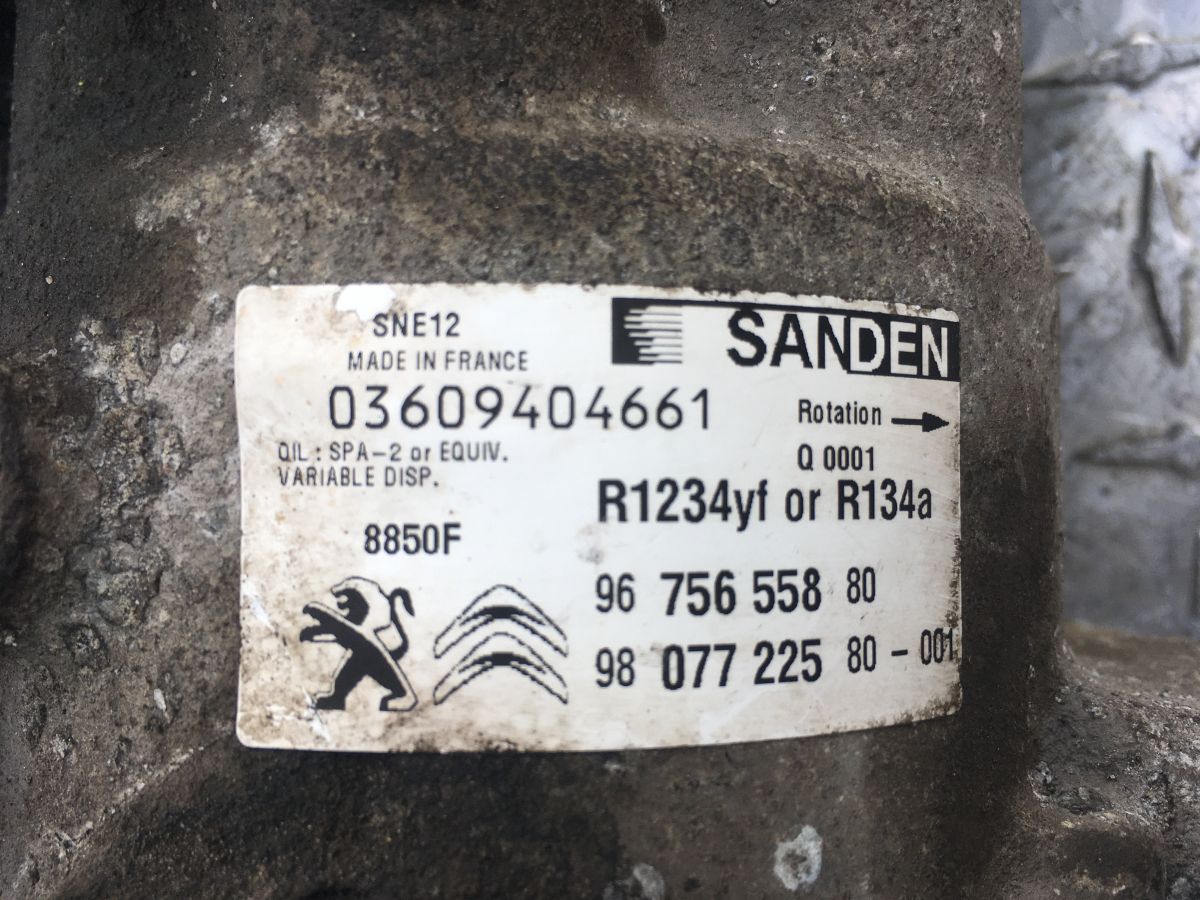 SNE12
SANDEN
MADE IN FRANCE
03609404661
Rotation
OIL : SPA-2 or EQUIV.
VARIABLE DISP.
Q 0001
R1234yf or R134a
8850F
96 756 558 80
98 077 225 80 - 001